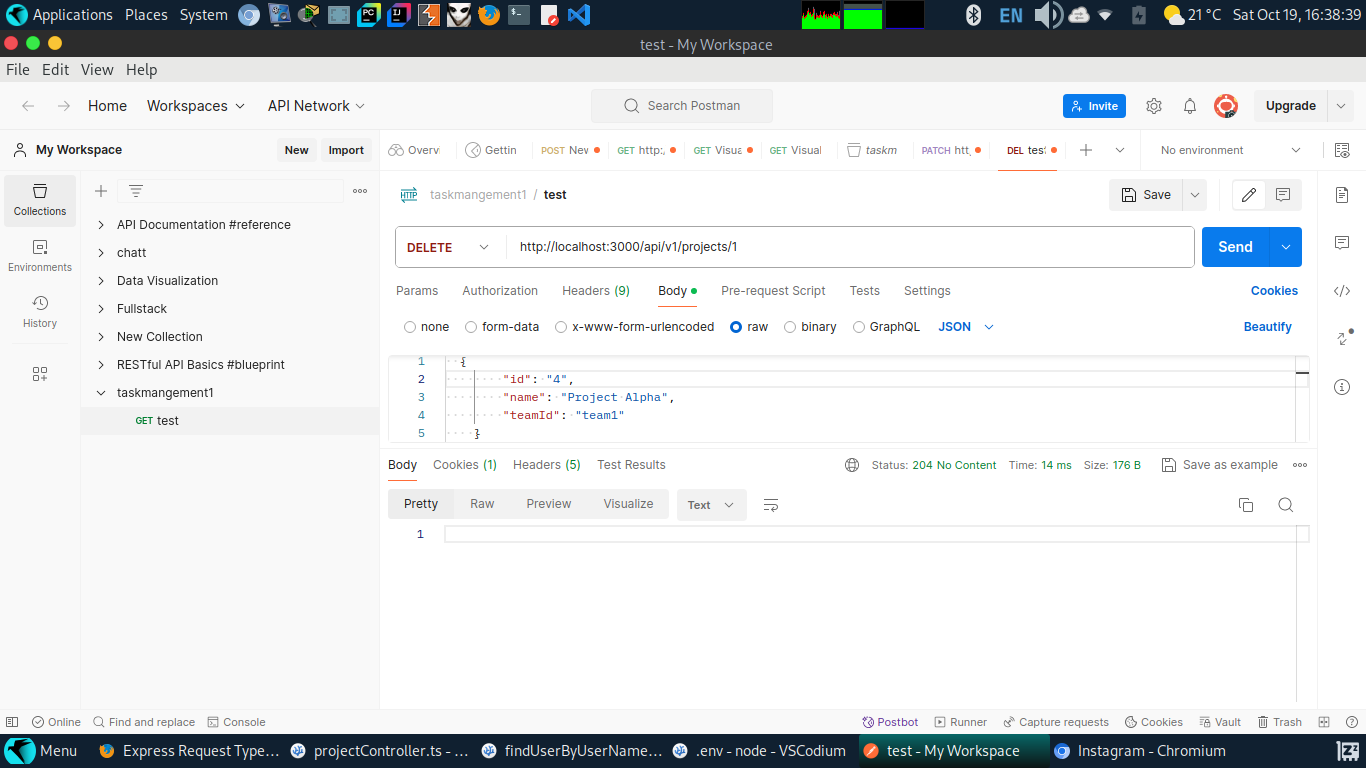 Applications Places System EN 21 °C Sat Oct 19, 16:38:39
test - My Workspace
File Edit View Help
Home Workspaces API Network Search Postman Invite Upgrade
My Workspace New Import Overv Gettin POST Nev GET http:, GET Visua GET Visual taskm PATCH htt DEL tes No environment
Collections
Environments
History
API Documentation #reference
chatt
Data Visualization
Fullstack
New Collection
RESTful API Basics #blueprint
taskmangement1
GET test
HTTP taskmangement1 / test Save
DELETE http://localhost:3000/api/v1/projects/1 Send
Params Authorization Headers (9) Body Pre-request Script Tests Settings Cookies
none form-data x-www-form-urlencoded raw binary GraphQL JSON Beautify
1 {
2 "id": "4",
3 "name": "Project Alpha",
4 "teamId": "team1"
5 }
Body Cookies (1) Headers (5) Test Results Status: 204 No Content Time: 14 ms Size: 176 B Save as example
Pretty Raw Preview Visualize Text
1
Online Find and replace Console Postbot Runner Capture requests Cookies Vault Trash
Menu Express Request Type... projectController.ts - ... findUserByUserName... .env - node - VSCodium test - My Workspace Instagram - Chromium